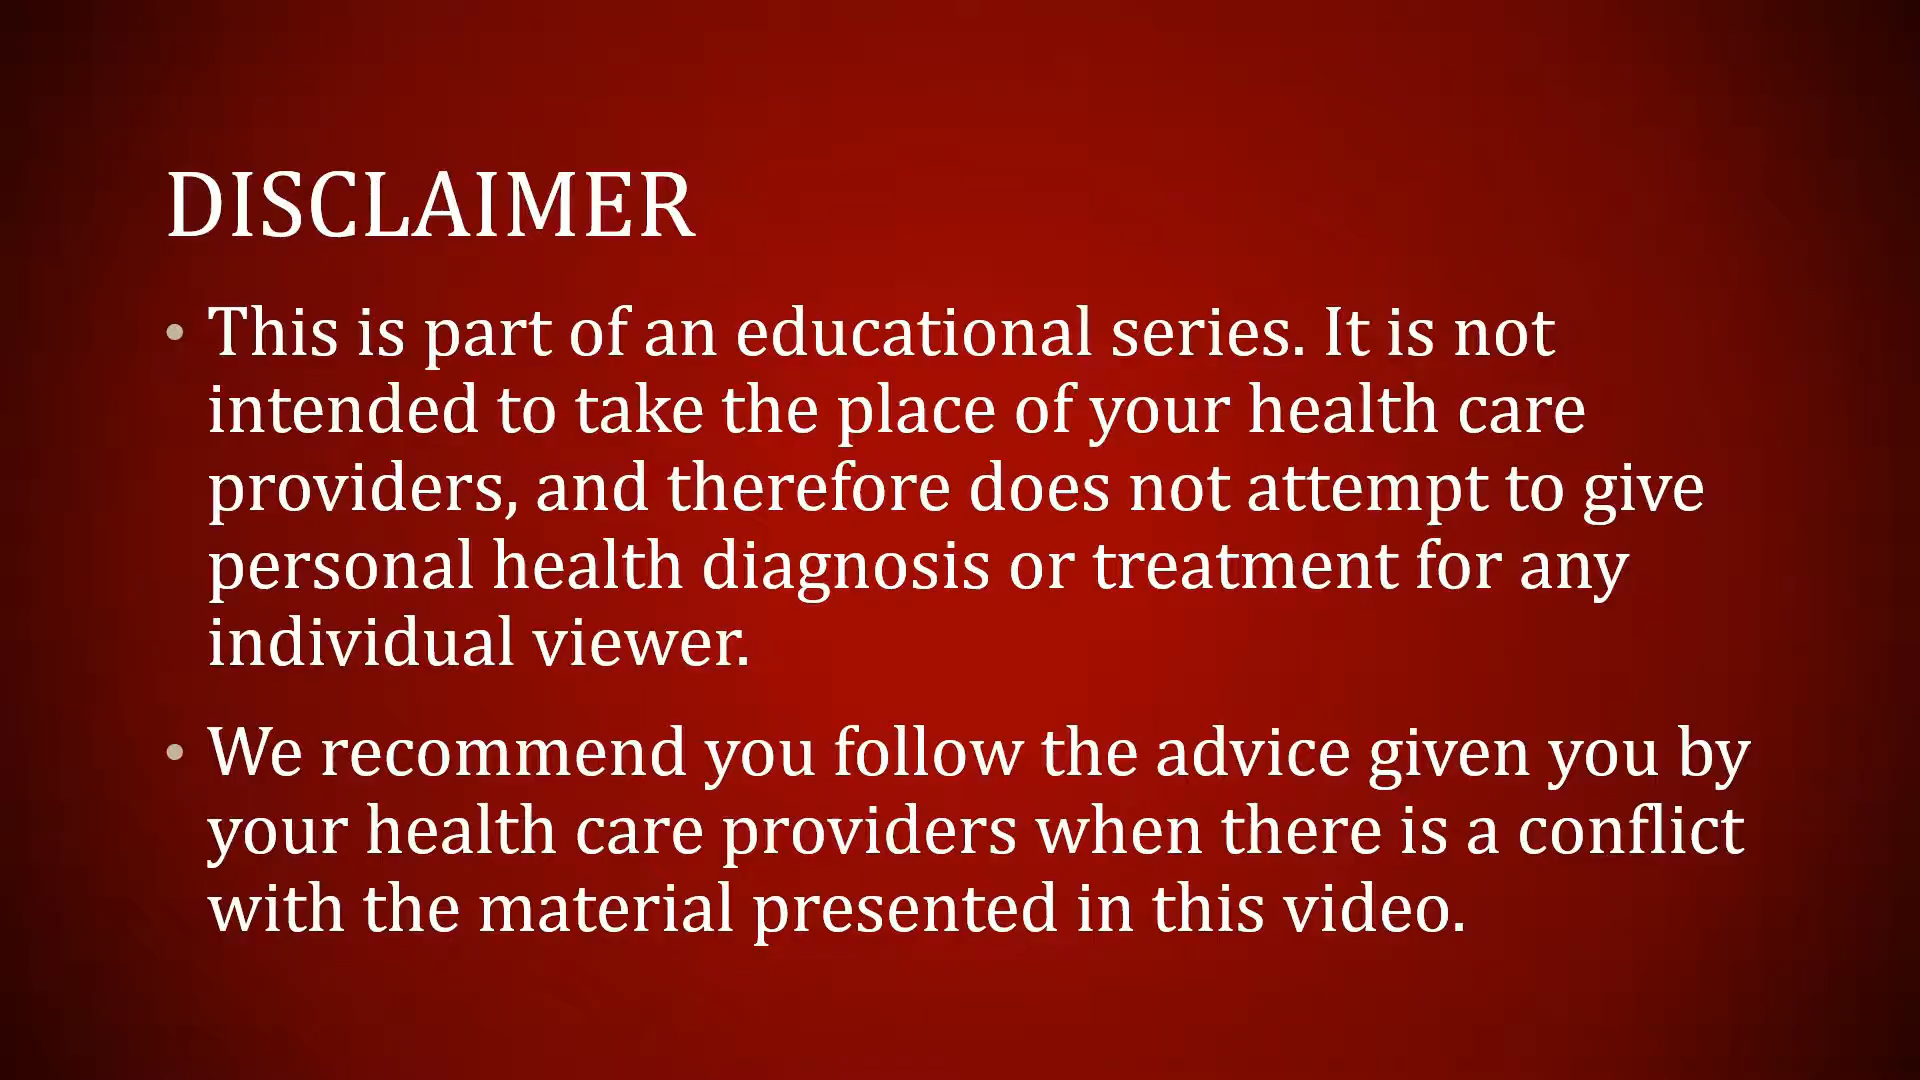 DISCLAIMER
• This is part of an educational series. It is not
intended to take the place of your health care
providers, and therefore does not attempt to give
personal health diagnosis or treatment for any
individual viewer.
• We recommend you follow the advice given you by
your health care providers when there is a conflict
with the material presented in this video.